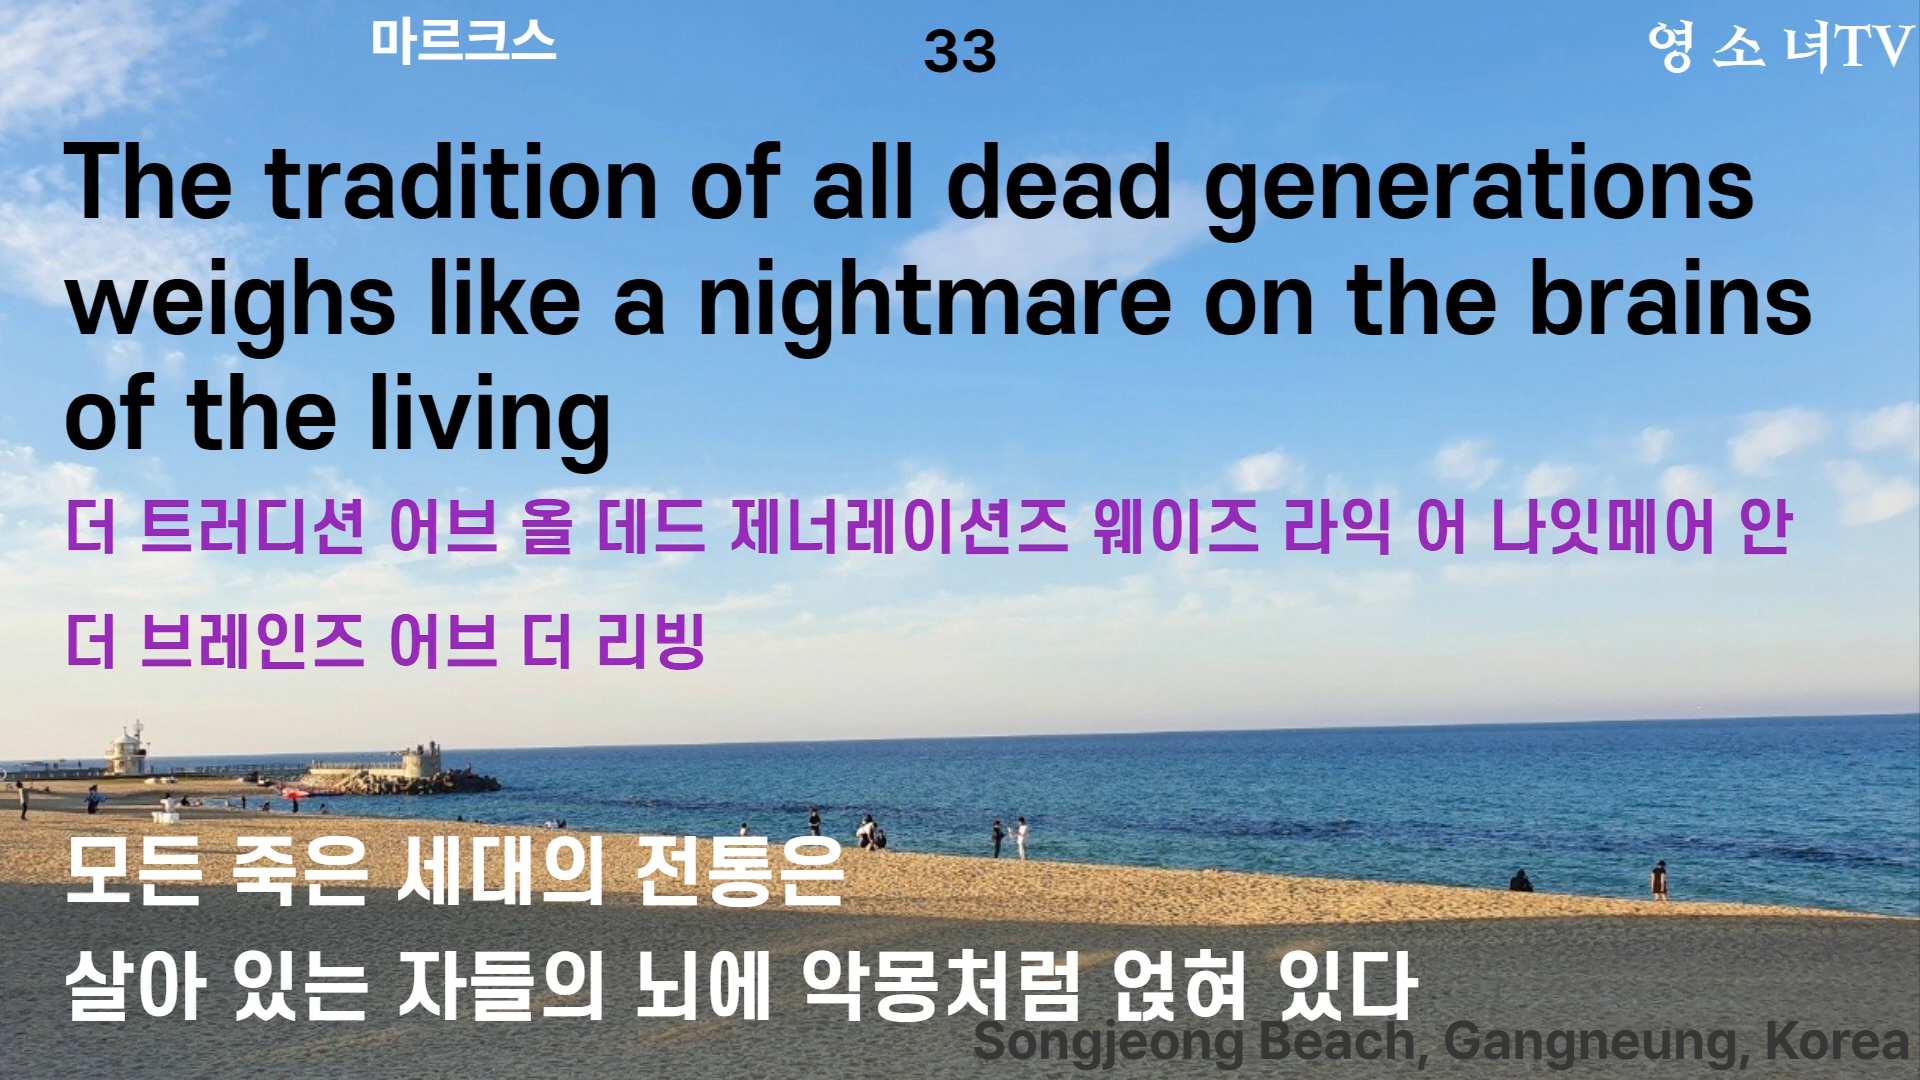 마르크스
33
영 소 녀TV
The tradition of all dead generations
weighs like a nightmare on the brains
of the living
더 트러디션 어브 올 데드 제너레이션즈 웨이즈 라익 어 나잇메어 안
더 브레인즈 어브 더 리빙
모든 죽은 세대의 전통은
살아 있는 자들의 뇌에 악몽처럼 얹혀 있다
Songjeong Beach, Gangneung, Korea